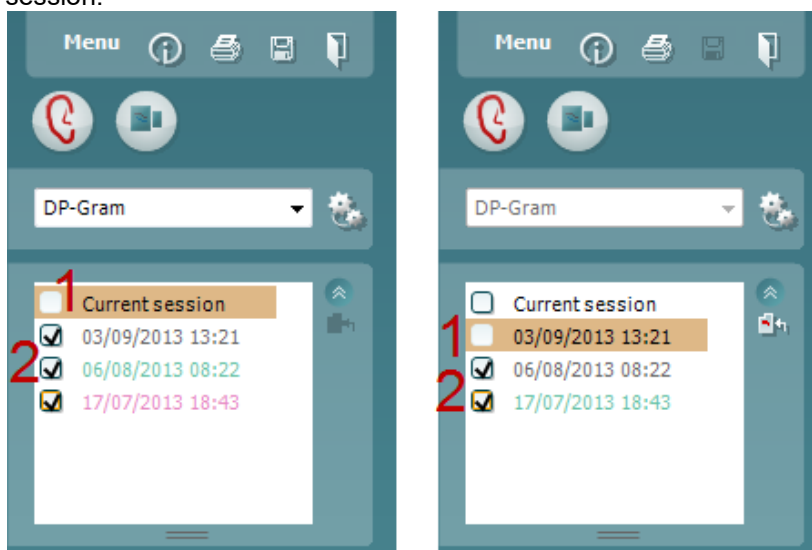 session.
Menu
DP-Gram
1
Current session
03/09/2013 13:21
2
06/08/2013 08:22
17/07/2013 18:43
Menu
DP-Gram
Current session
1
03/09/2013 13:21
06/08/2013 08:22
2
17/07/2013 18:43